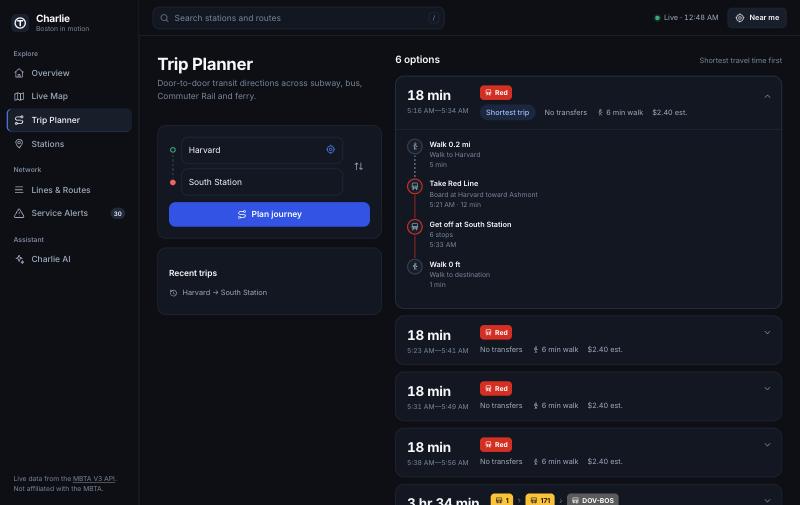 Charlie
Boston in motion
Explore
Overview
Live Map
Trip Planner
Stations
Network
Lines & Routes
Service Alerts
30
Assistant
Charlie AI
Live data from the MBTA V3 API.
Not affiliated with the MBTA.
Search stations and routes
/
Live · 12:48 AM
Near me
Trip Planner
Door-to-door transit directions across subway, bus,
Commuter Rail and ferry.
Harvard
South Station
Plan journey
Recent trips
Harvard → South Station
6 options
Shortest travel time first
18 min
Red
5:16 AM—5:34 AM
Shortest trip
No transfers
6 min walk
$2.40 est.
Walk 0.2 mi
Walk to Harvard
5 min
Take Red Line
Board at Harvard toward Ashmont
5:21 AM · 12 min
Get off at South Station
6 stops
5:33 AM
Walk 0 ft
Walk to destination
1 min
18 min
Red
5:23 AM—5:41 AM
No transfers
6 min walk
$2.40 est.
18 min
Red
5:31 AM—5:49 AM
No transfers
6 min walk
$2.40 est.
18 min
Red
5:38 AM—5:56 AM
No transfers
6 min walk
$2.40 est.
3 hr 34 min
1
›
171
›
DOV-BOS